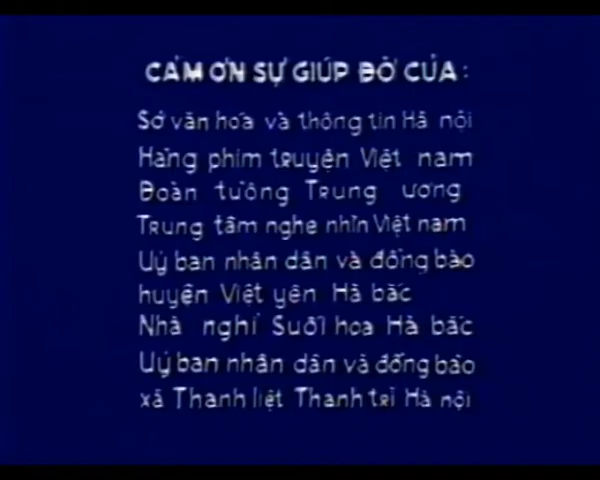 CẢM ƠN SỰ GIÚP ĐỠ CỦA:
Sở văn hóa và thông tin Hà nội
Hãng phim truyện Việt nam
Đoàn tuồng Trung ương
Trung tâm nghe nhìn Việt nam
Uỷ ban nhân dân và đồng bào
huyện Việt yên Hà bắc
Nhà nghỉ Suối hoa Hà bắc
Uỷ ban nhân dân và đồng bào
xã Thanh liệt Thanh trì Hà nội